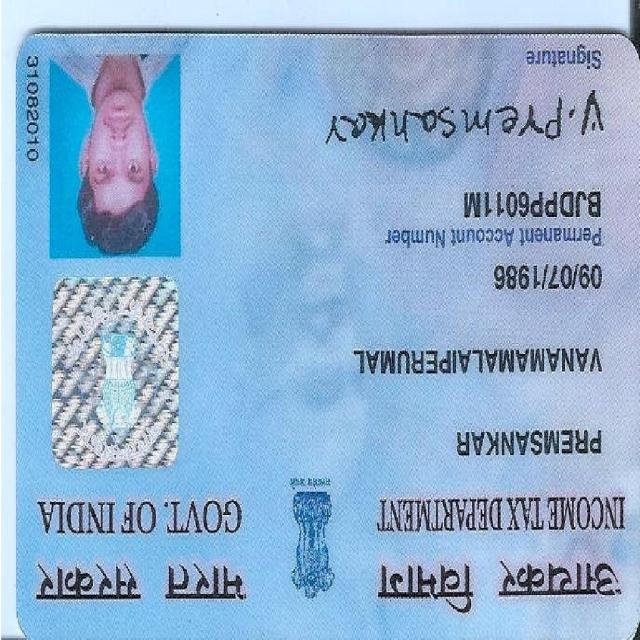 आयकर विभाग
INCOME TAX DEPARTMENT
भारत सरकार
GOVT. OF INDIA
PREMSANKAR
VANAMAMALAIPERUMAL
09/07/1986
Permanent Account Number
BJDPP6011M
V. Premsankar
Signature
31082010